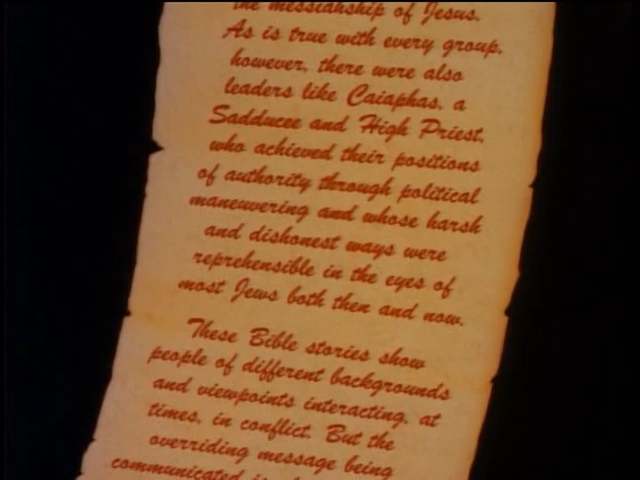 the messiahship of Jesus.
As is true with every group,
however, there were also
leaders like Caiaphas, a
Sadducee and High Priest,
who achieved their positions
of authority through political
maneuvering and whose harsh
and dishonest ways were
reprehensible in the eyes of
most Jews both then and now.
These Bible stories show
people of different backgrounds
and viewpoints interacting, at
times, in conflict. But the
overriding message being
communicated